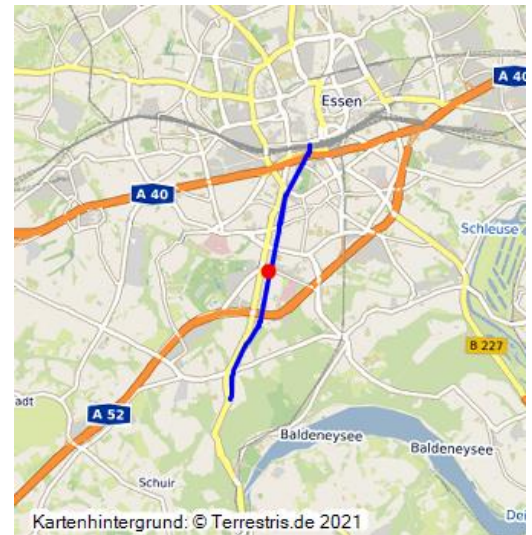 A 40
Essen
A 40
Schleuse
B 227
adt
A 52
Baldeneysee
Baldeneysee
Schuir
Dei
Kartenhintergrund: © Terrestris.de 2021